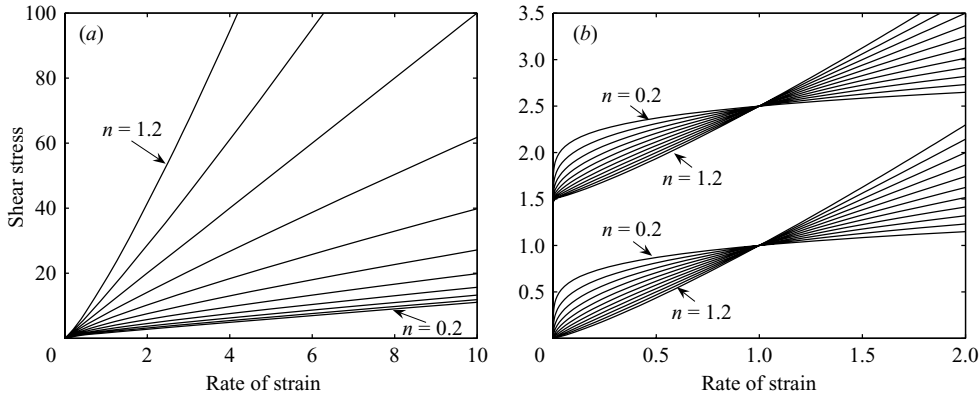 (a)
100
80
60
40
20
0
2
4
6
8
10
Shear stress
Rate of strain
n = 1.2
n = 0.2
(b)
3.5
3.0
2.5
2.0
1.5
1.0
0.5
0
0.5
1.0
1.5
2.0
Rate of strain
n = 0.2
n = 1.2
n = 0.2
n = 1.2